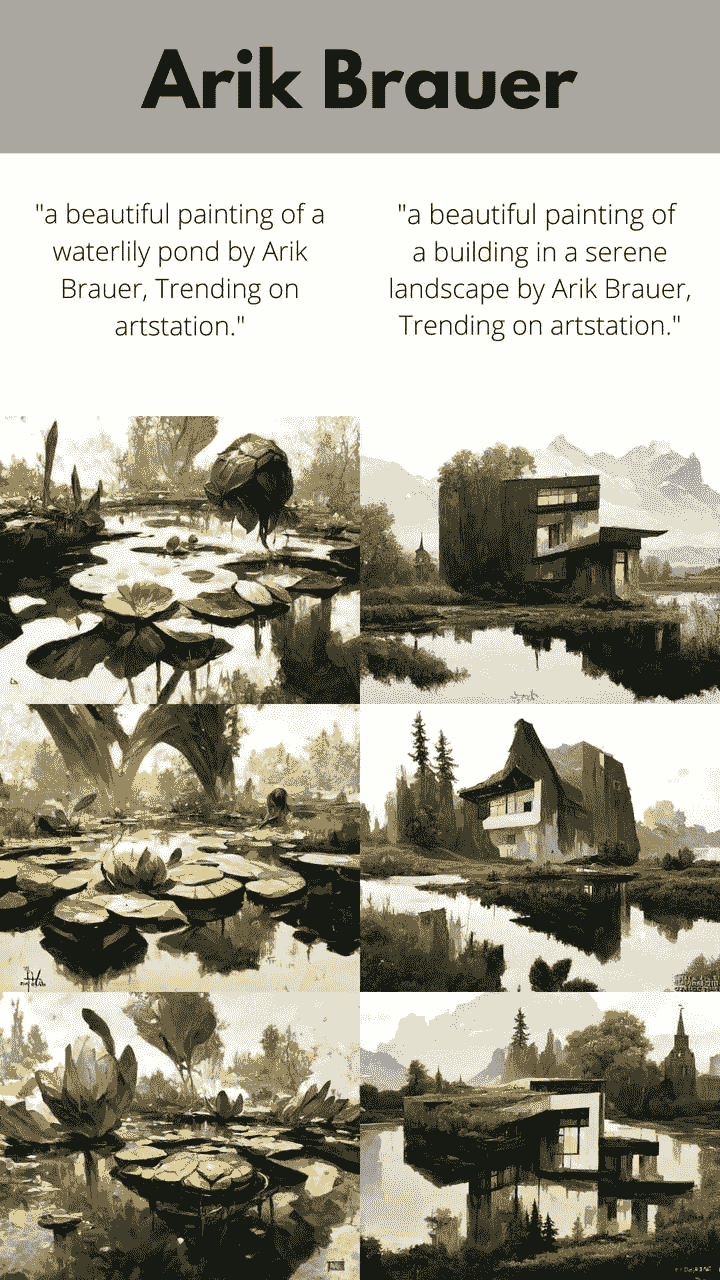 Arik Brauer
"a beautiful painting of a
waterlily pond by Arik
Brauer, Trending on
artstation."
"a beautiful painting of
a building in a serene
landscape by Arik Brauer,
Trending on artstation."